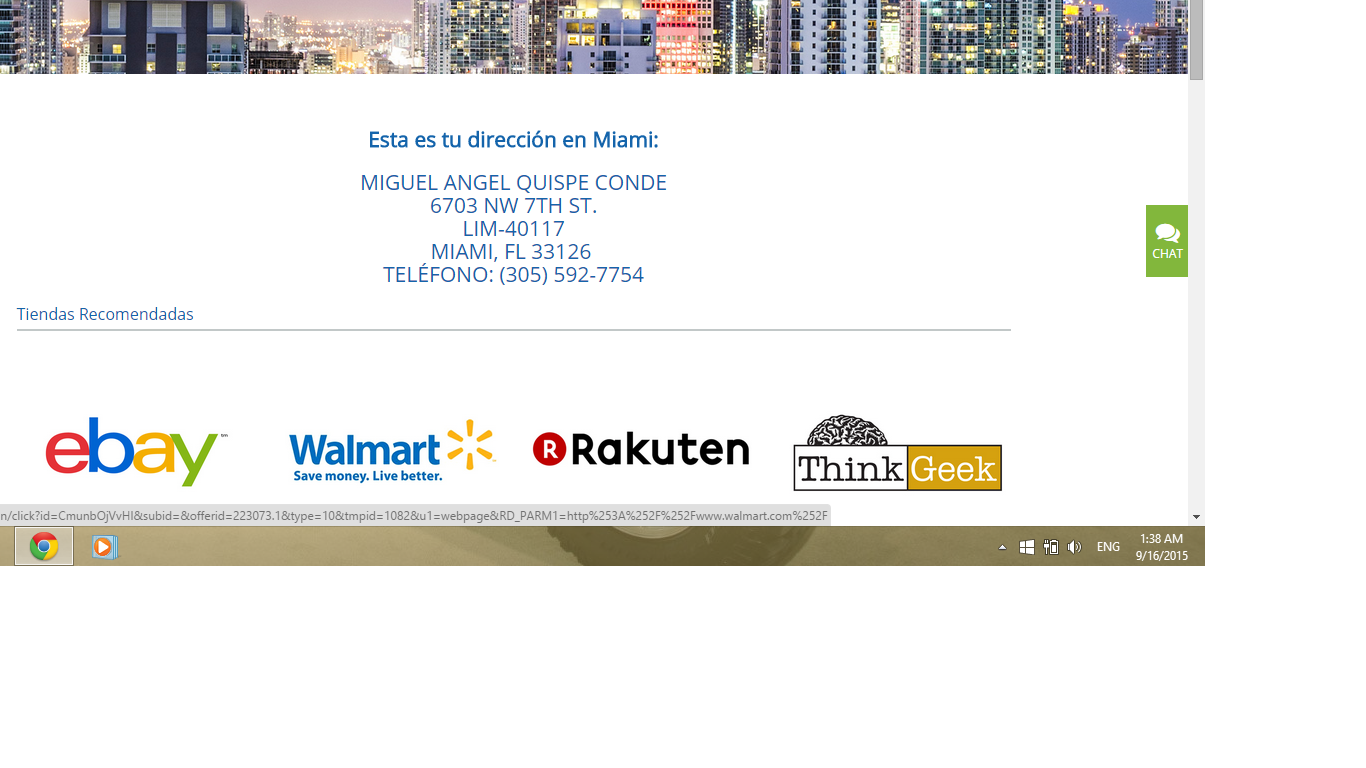 Esta es tu dirección en Miami:
MIGUEL ANGEL QUISPE CONDE
6703 NW 7TH ST.
LIM-40117
MIAMI, FL 33126
TELÉFONO: (305) 592-7754
CHAT
Tiendas Recomendadas
ebay™
Walmart
Save money. Live better.
R Rakuten
ThinkGeek
n/click?id=CmunbOjVvHI&subid=&offerid=223073.1&type=10&tmpid=1082&u1=webpage&RD_PARM1=http%253A%252F%252Fwww.walmart.com%252F
ENG
1:38 AM
9/16/2015